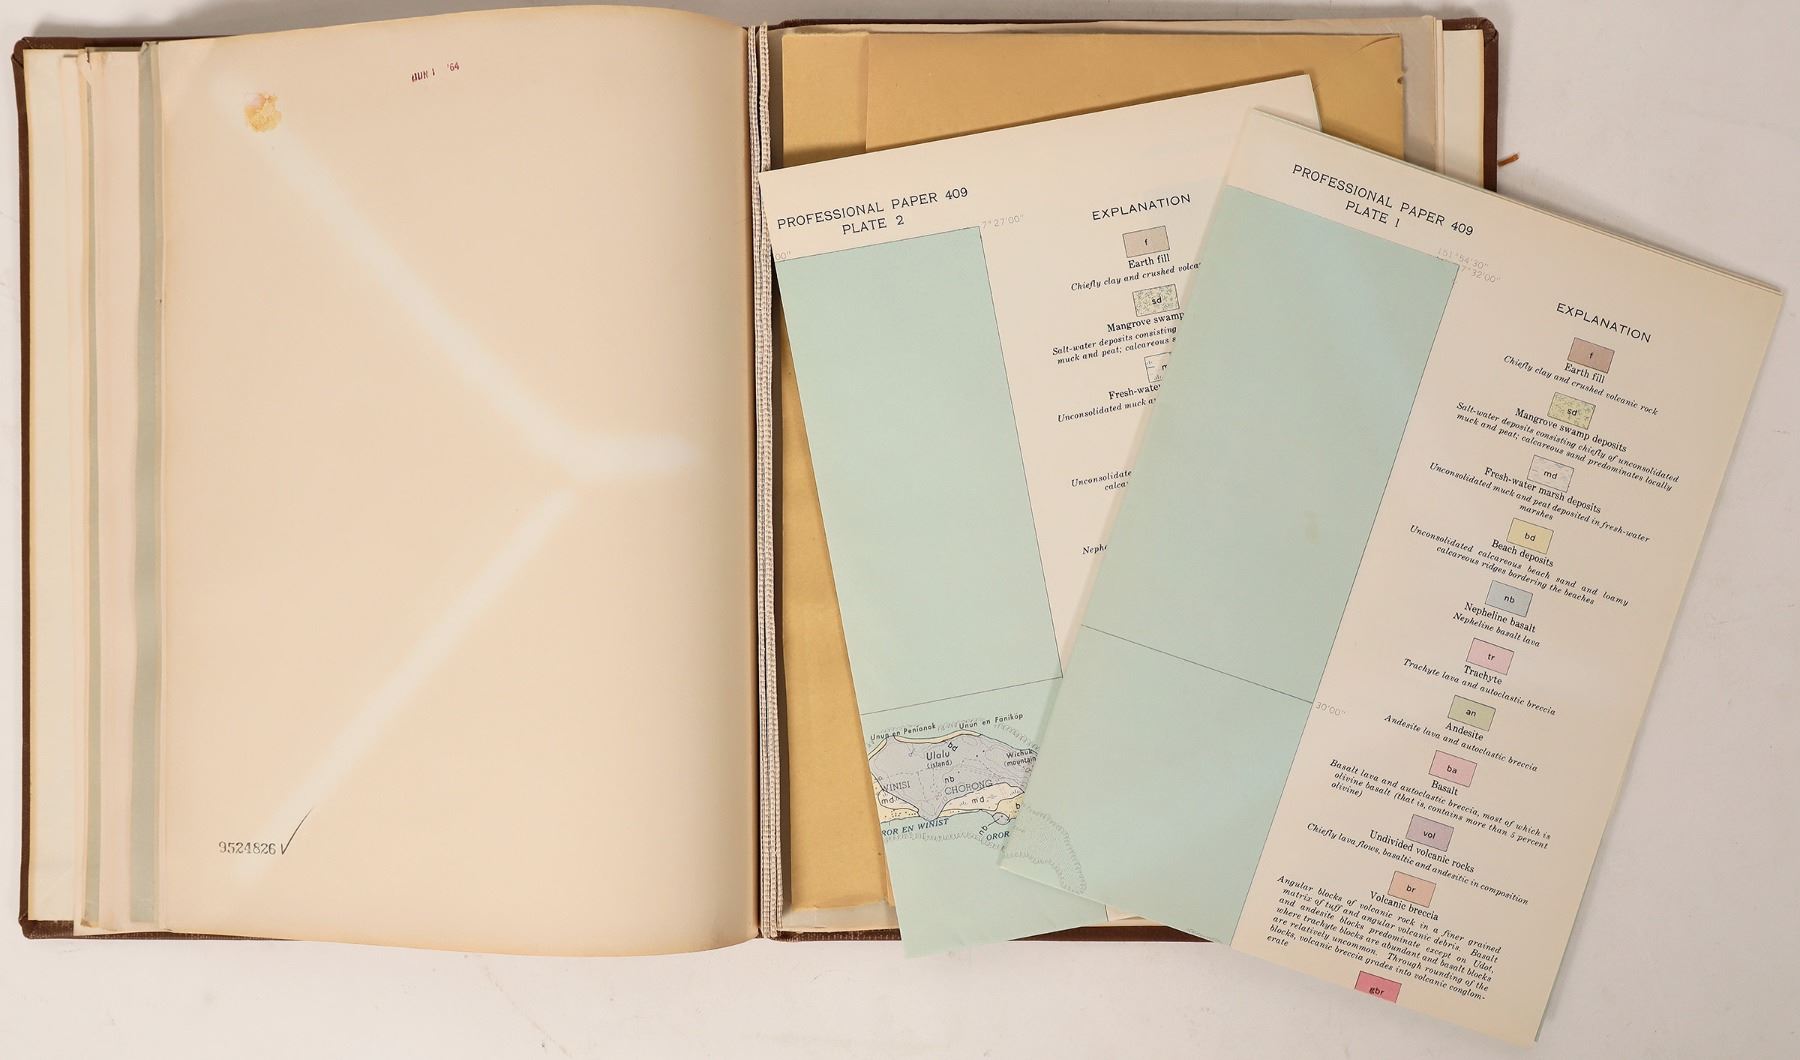 JUN 1 '64
9524826
PROFESSIONAL PAPER 409
PLATE 2
7°27'00"
00"
EXPLANATION
f
Earth fill
Chiefly clay and crushed volca
sd
Mangrove swamp
Salt-water deposits consisting
muck and peat; calcareous s
m
Fresh-wate
Unconsolidated muck a
Unconsolidate
calca
Neph
Unun en Penianak
Unun en Fanikop
bd
Ulalu
(island)
Wichuk
(mountain
nb
WINISI
CHORONG
md
md
b
nb
ROR EN WINIST
OROR
PROFESSIONAL PAPER 409
PLATE 1
151°54'30"
7°32'00"
30'00"
EXPLANATION
f
Earth fill
Chiefly clay and crushed volcanic rock
sd
Mangrove swamp deposits
Salt-water deposits consisting chiefly of unconsolidated
muck and peat; calcareous sand predominates locally
md
Fresh-water marsh deposits
Unconsolidated muck and peat deposited in fresh-water
marshes
bd
Beach deposits
Unconsolidated calcareous beach sand and loamy
calcareous ridges bordering the beaches
nb
Nepheline basalt
Nepheline basalt lava
tr
Trachyte
Trachyte lava and autoclastic breccia
an
Andesite
Andesite lava and autoclastic breccia
ba
Basalt
Basalt lava and autoclastic breccia, most of which is
olivine basalt (that is, contains more than 5 percent
olivine)
vol
Undivided volcanic rocks
Chiefly lava flows, basaltic and andesitic in composition
br
Volcanic breccia
Angular blocks of volcanic rock in a finer grained
matrix of tuff and angular volcanic debris. Basalt
and andesite blocks predominate except on Udot,
where trachyte blocks are abundant and basalt blocks
are relatively uncommon. Through rounding of the
blocks, volcanic breccia grades into volcanic conglom-
erate
gbr